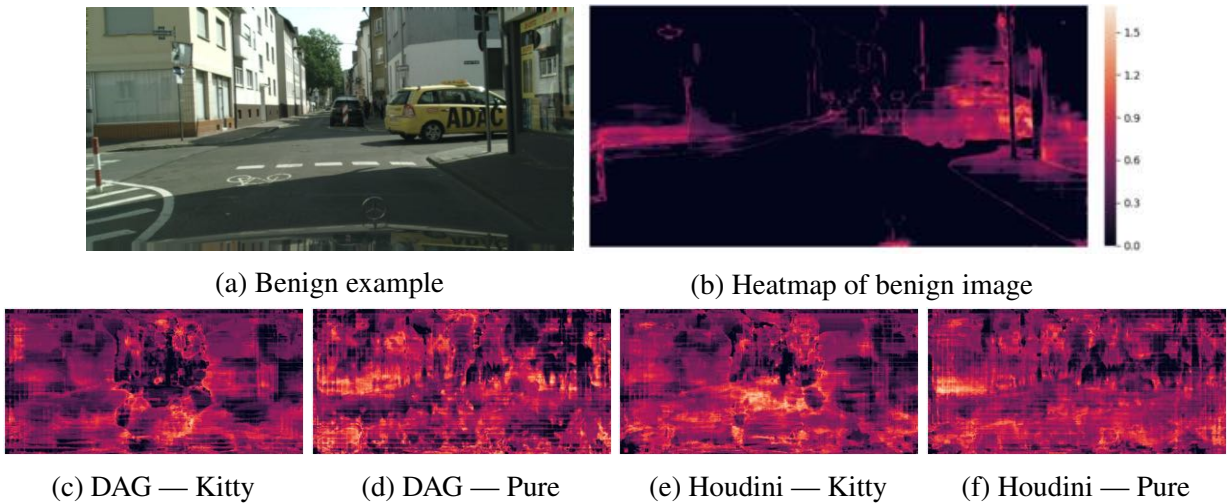 ADAC
1.5
1.2
0.9
0.6
0.3
0.0
(a) Benign example
(b) Heatmap of benign image
(c) DAG — Kitty
(d) DAG — Pure
(e) Houdini — Kitty
(f) Houdini — Pure